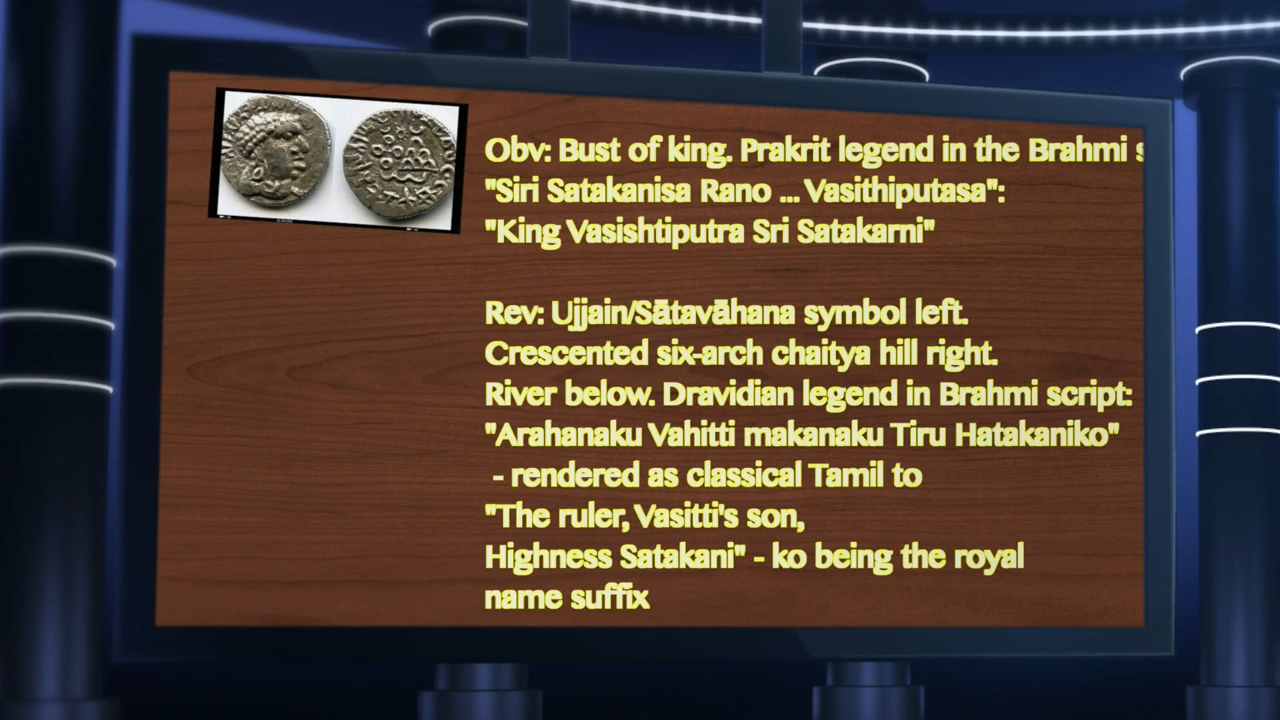 Obv: Bust of king. Prakrit legend in the Brahmi
"Siri Satakanisa Rano ... Vasithiputasa":
"King Vasishtiputra Sri Satakarni"
Rev: Ujjain/Sātavāhana symbol left.
Crescented six-arch chaitya hill right.
River below. Dravidian legend in Brahmi script:
"Arahanaku Vahitti makanaku Tiru Hatakaniko"
- rendered as classical Tamil to
"The ruler, Vasitti's son,
Highness Satakani" - ko being the royal
name suffix